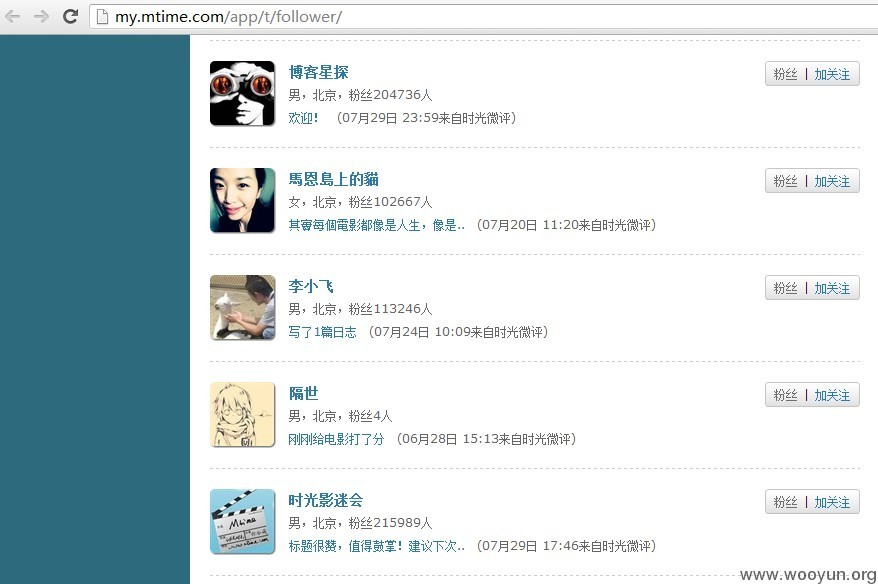 my.mtime.com/app/t/follower/
博客星探
粉丝 | 加关注
男，北京，粉丝204736人
欢迎！ （07月29日 23:59来自时光微评）
馬恩島上的貓
粉丝 | 加关注
女，北京，粉丝102667人
其實每個電影都像是人生，像是.. （07月20日 11:20来自时光微评）
李小飞
粉丝 | 加关注
男，北京，粉丝113246人
写了1篇日志 （07月24日 10:09来自时光微评）
隔世
粉丝 | 加关注
男，北京，粉丝4人
刚刚给电影打了分 （06月28日 15:13来自时光微评）
时光影迷会
粉丝 | 加关注
男，北京，粉丝215989人
标题很赞，值得鼓掌！建议下次.. （07月29日 17:46来自时光微评）
Mtime
www.wooyun.org